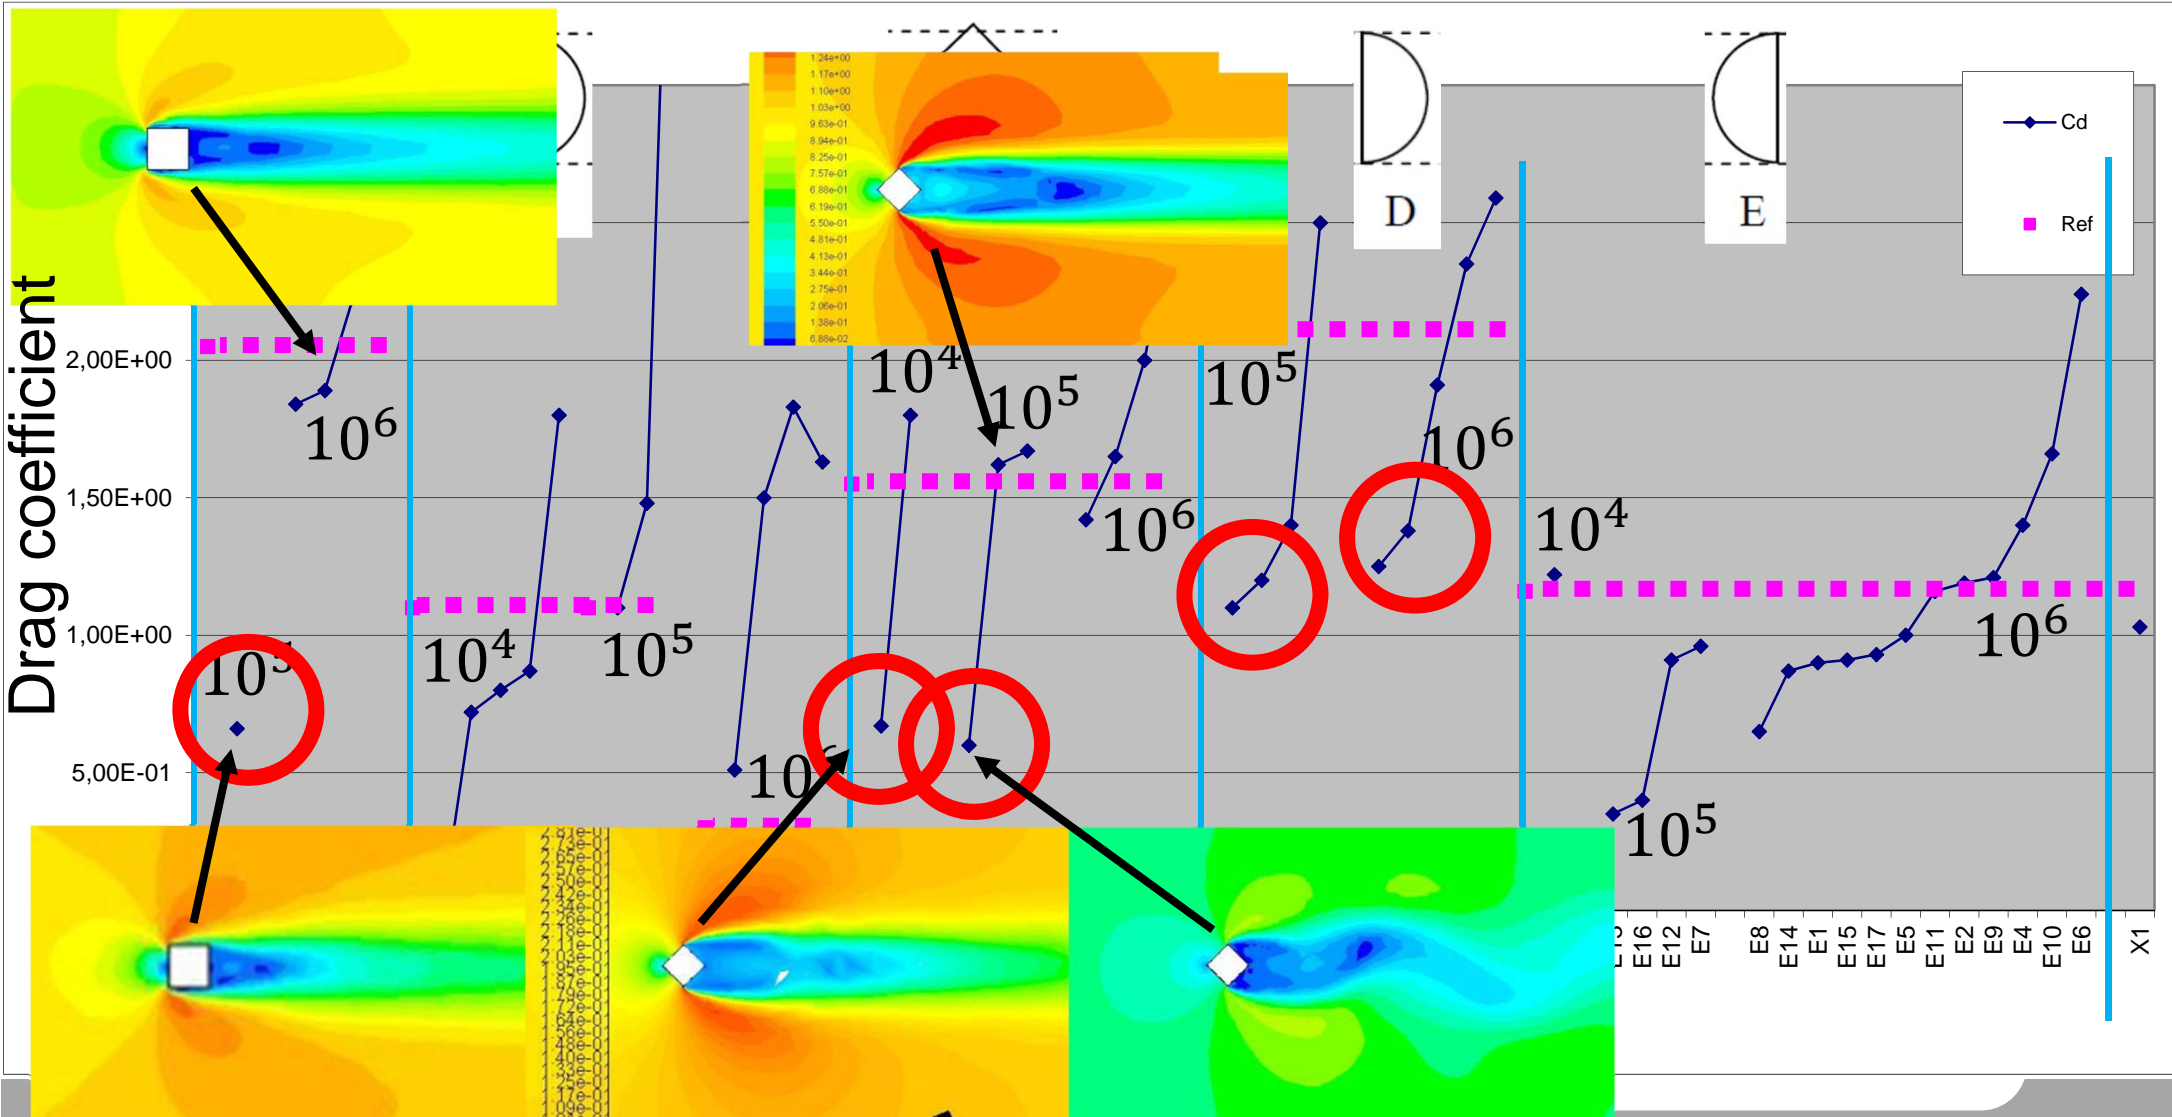 1.24e+00
1.17e+00
1.10e+00
1.03e+00
9.63e-01
8.94e-01
8.25e-01
7.57e-01
6.88e-01
6.19e-01
5.50e-01
4.81e-01
4.13e-01
3.44e-01
2.75e-01
2.06e-01
1.38e-01
6.88e-02
D
E
Cd
Ref
Drag coefficient
2,00E+00
1,50E+00
1,00E+00
5,00E-01
10⁶
10⁴
10⁵
10⁵
10⁶
10⁶
10⁴
10⁵
10⁴
10⁵
10⁶
10⁵
E16
E12
E7
E8
E14
E1
E15
E17
E5
E11
E2
E9
E4
E10
E6
X1